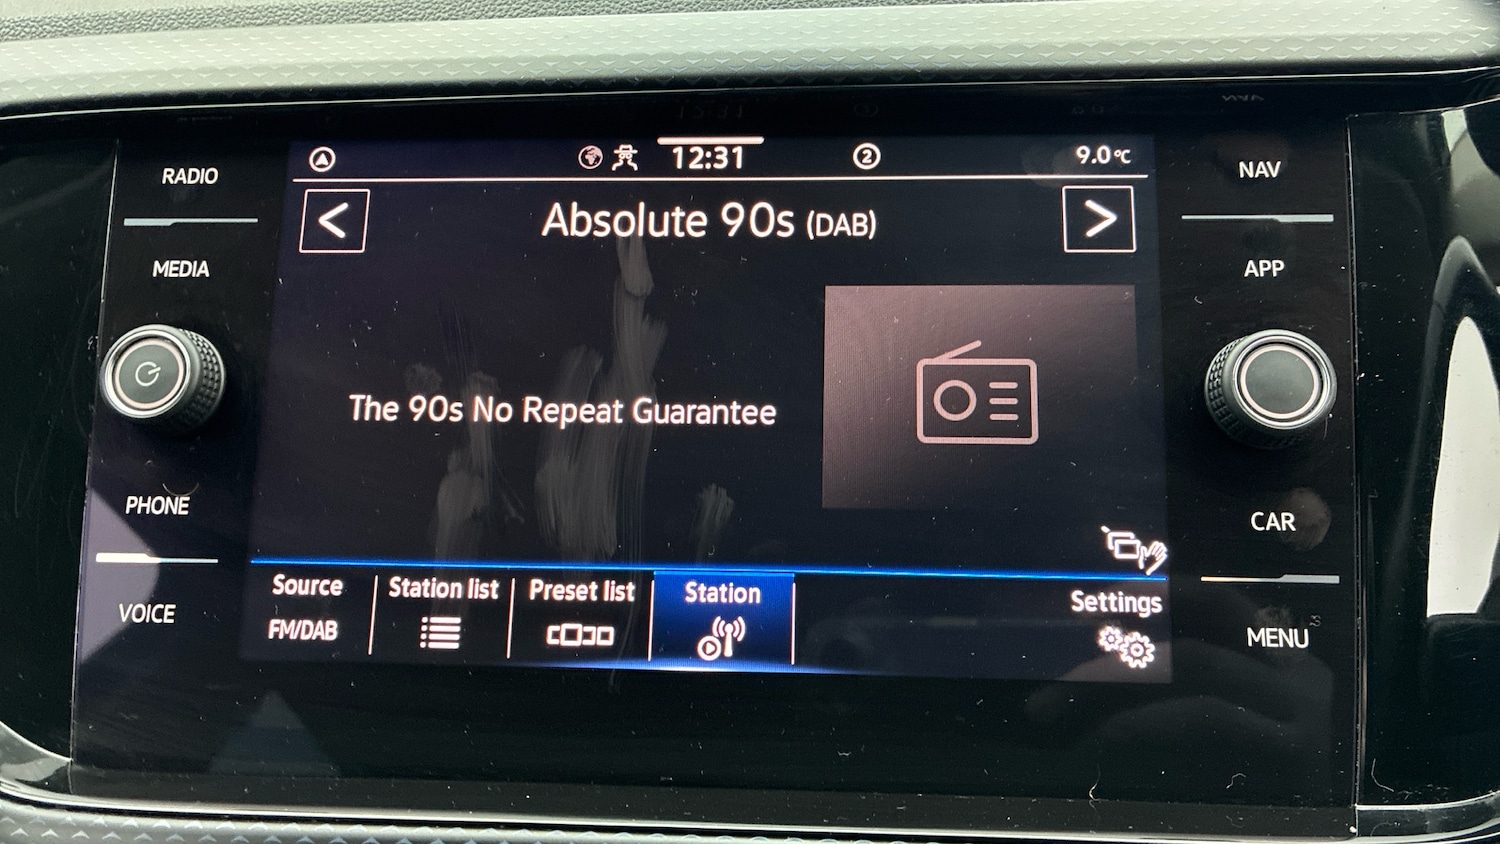 RADIO
MEDIA
PHONE
VOICE
12:31
2
9.0°C
<
Absolute 90s (DAB)
>
The 90s No Repeat Guarantee
Source
FM/DAB
Station list
Preset list
Station
Settings
NAV
APP
CAR
MENU